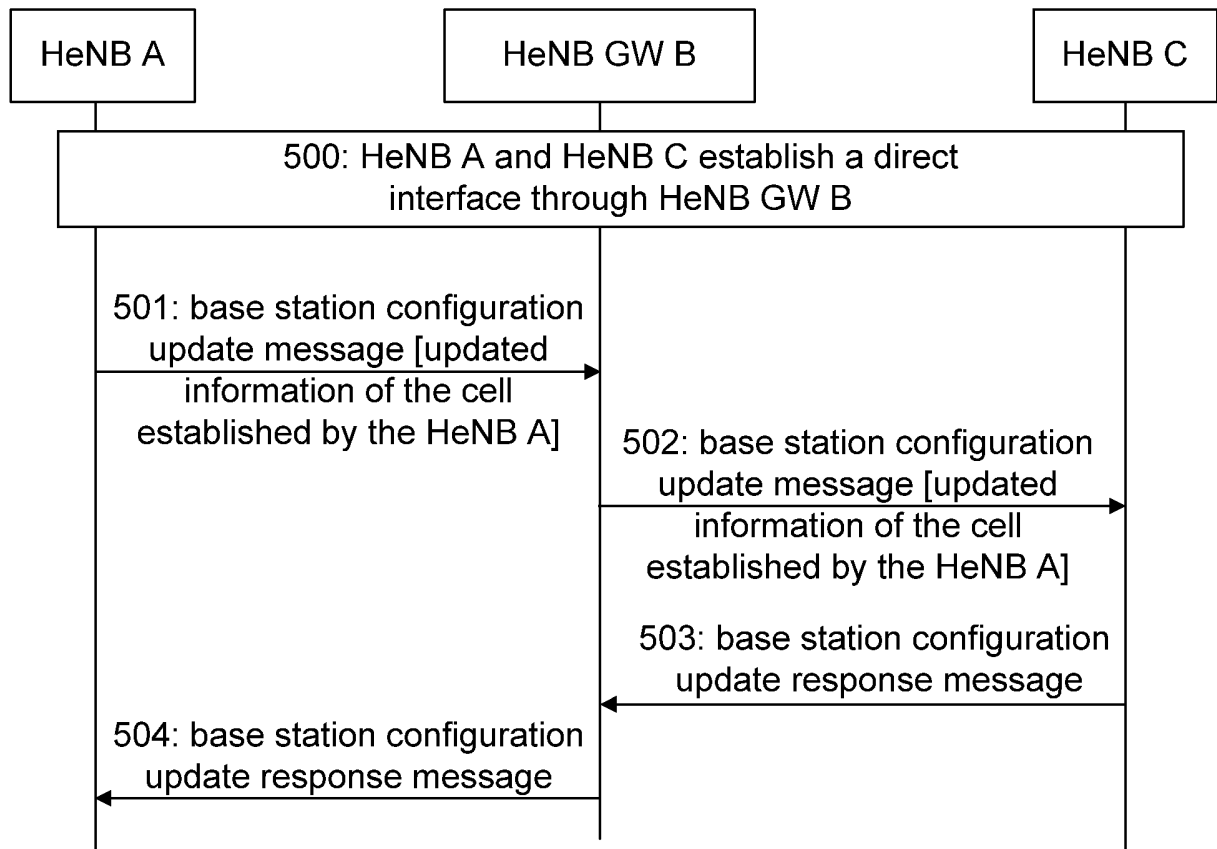 HeNB A
HeNB GW B
HeNB C
500: HeNB A and HeNB C establish a direct
interface through HeNB GW B
501: base station configuration
update message [updated
information of the cell
established by the HeNB A]
502: base station configuration
update message [updated
information of the cell
established by the HeNB A]
503: base station configuration
update response message
504: base station configuration
update response message